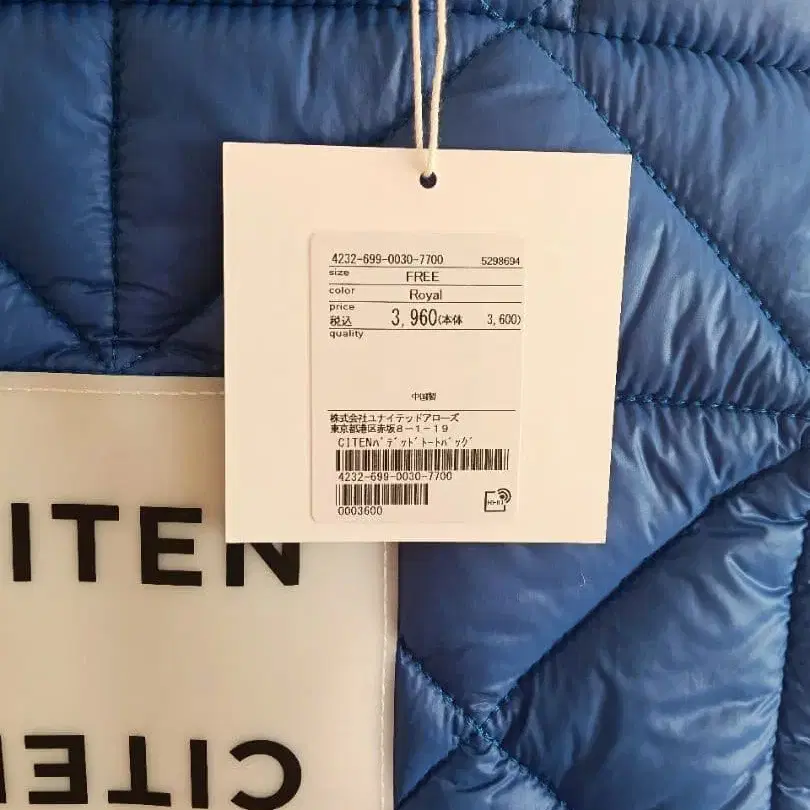 4232-699-0030-7700 5298694
size FREE
color Royal
price
税込 3,960(本体 3,600)
quality
中国製
株式会社ユナイテッドアローズ
東京都港区赤坂8-1-19
CITENパデッドトートバッグ
4232-699-0030-7700
0003600
CITEN
CITEN